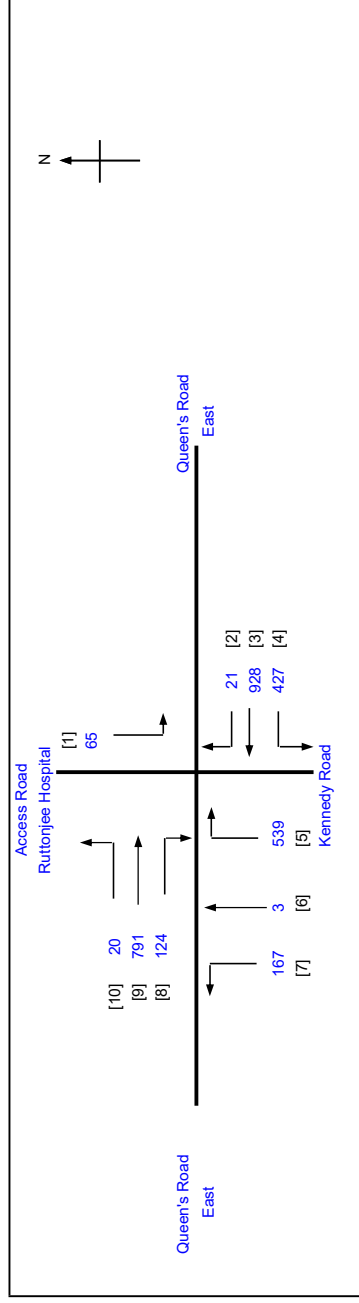 N
Access Road
Ruttonjee Hospital
[1]
65
[10] 20
[9] 791
[8] 124
Queen's Road
East
Queen's Road
East
21 [2]
928 [3]
427 [4]
167 3 539
[7] [6] [5]
Kennedy Road